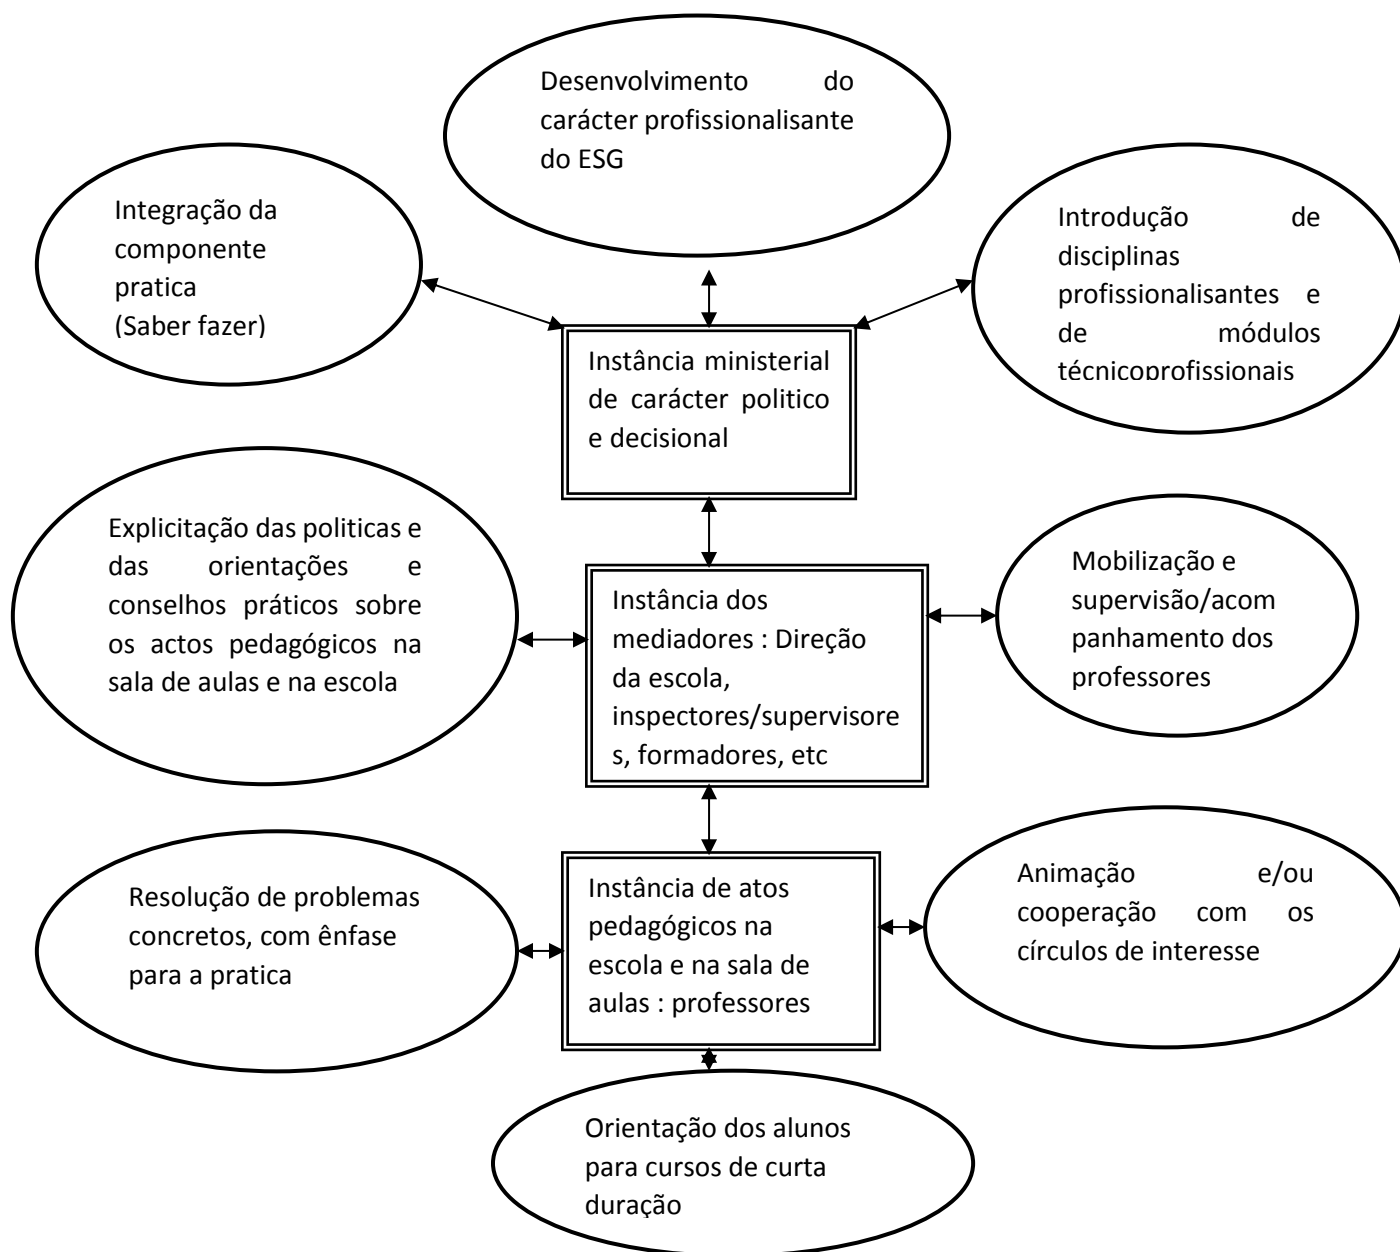 Desenvolvimento do
carácter profissionalisante
do ESG
Integração da
componente
pratica
(Saber fazer)
Introdução de
disciplinas
profissionalisantes e
de módulos
técnicoprofissionais
Instância ministerial
de carácter politico
e decisional
Explicitação das politicas e
das orientações e
conselhos práticos sobre
os actos pedagógicos na
sala de aulas e na escola
Instância dos
mediadores : Direção
da escola,
inspectores/supervisore
s, formadores, etc
Mobilização e
supervisão/acom
panhamento dos
professores
Resolução de problemas
concretos, com ênfase
para a pratica
Instância de atos
pedagógicos na
escola e na sala de
aulas : professores
Animação e/ou
cooperação com os
círculos de interesse
Orientação dos alunos
para cursos de curta
duração